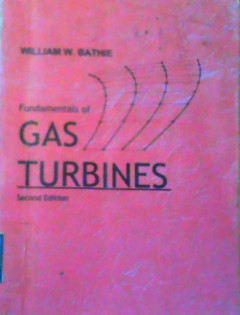 WILLIAM W. BATHIE
Fundamentals of
GAS
TURBINES
Second Edition